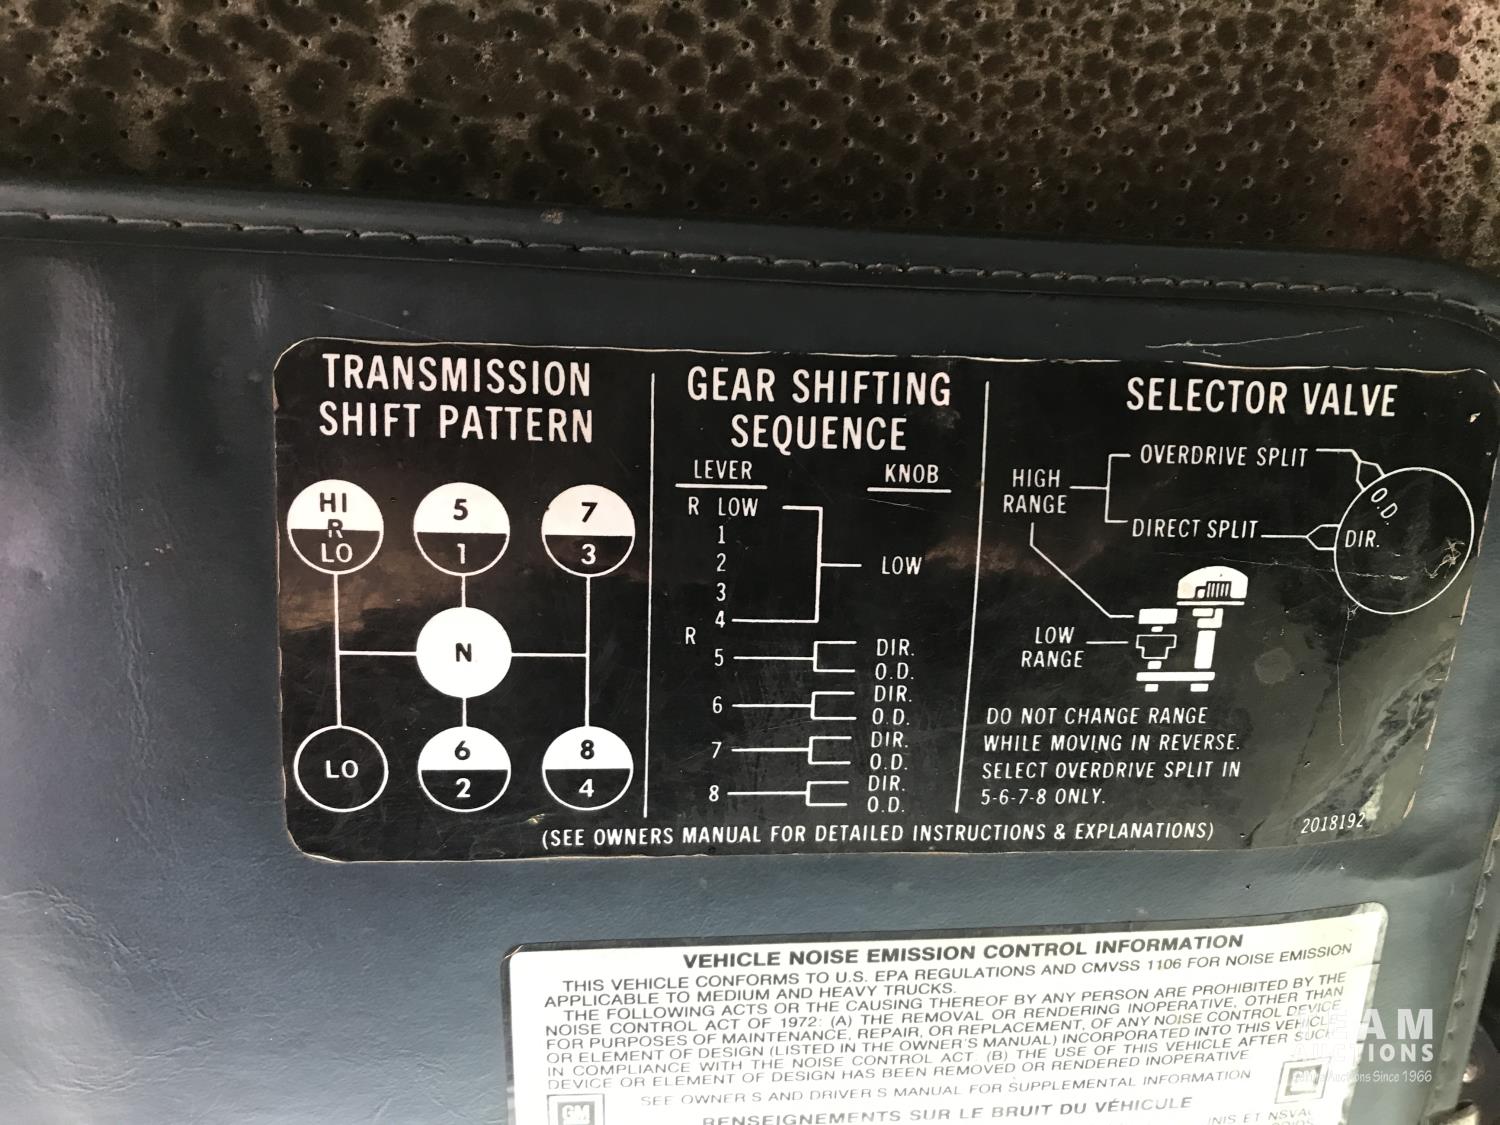 TRANSMISSION
SHIFT PATTERN
HI
R
LO
5
1
7
3
N
LO
6
2
8
4
GEAR SHIFTING
SEQUENCE
LEVER KNOB
R LOW
1
2
3
4
LOW
R
5 DIR.
O.D.
6 DIR.
O.D.
7 DIR.
O.D.
8 DIR.
O.D.
SELECTOR VALVE
HIGH
RANGE
OVERDRIVE SPLIT
DIRECT SPLIT
O.D.
DIR.
LOW
RANGE
DO NOT CHANGE RANGE
WHILE MOVING IN REVERSE.
SELECT OVERDRIVE SPLIT IN
5-6-7-8 ONLY.
(SEE OWNERS MANUAL FOR DETAILED INSTRUCTIONS & EXPLANATIONS)
2018192
VEHICLE NOISE EMISSION CONTROL INFORMATION
THIS VEHICLE CONFORMS TO U.S. EPA REGULATIONS AND CMVSS 1106 FOR NOISE EMISSION
APPLICABLE TO MEDIUM AND HEAVY TRUCKS.
THE FOLLOWING ACTS OR THE CAUSING THEREOF BY ANY PERSON ARE PROHIBITED BY THE
NOISE CONTROL ACT OF 1972: (A) THE REMOVAL OR RENDERING INOPERATIVE, OTHER THAN
FOR PURPOSES OF MAINTENANCE, REPAIR, OR REPLACEMENT, OF ANY NOISE CONTROL DEVICE
OR ELEMENT OF DESIGN (LISTED IN THE OWNER'S MANUAL) INCORPORATED INTO THIS VEHICLE
IN COMPLIANCE WITH THE NOISE CONTROL ACT. (B) THE USE OF THIS VEHICLE AFTER SUCH
DEVICE OR ELEMENT OF DESIGN HAS BEEN REMOVED OR RENDERED INOPERATIVE
SEE OWNER S AND DRIVER S MANUAL FOR SUPPLEMENTAL INFORMATION
GM
GM
RENSEIGNEMENTS SUR LE BRUIT DU VÉHICULE
AUCTIONS
Since 1966